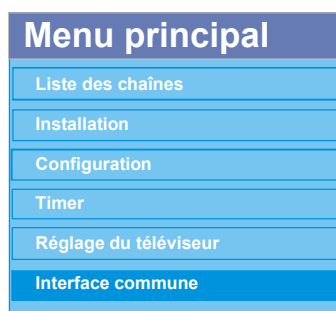 Menu principal
Liste des chaînes
Installation
Configuration
Timer
Réglage du téléviseur
Interface commune